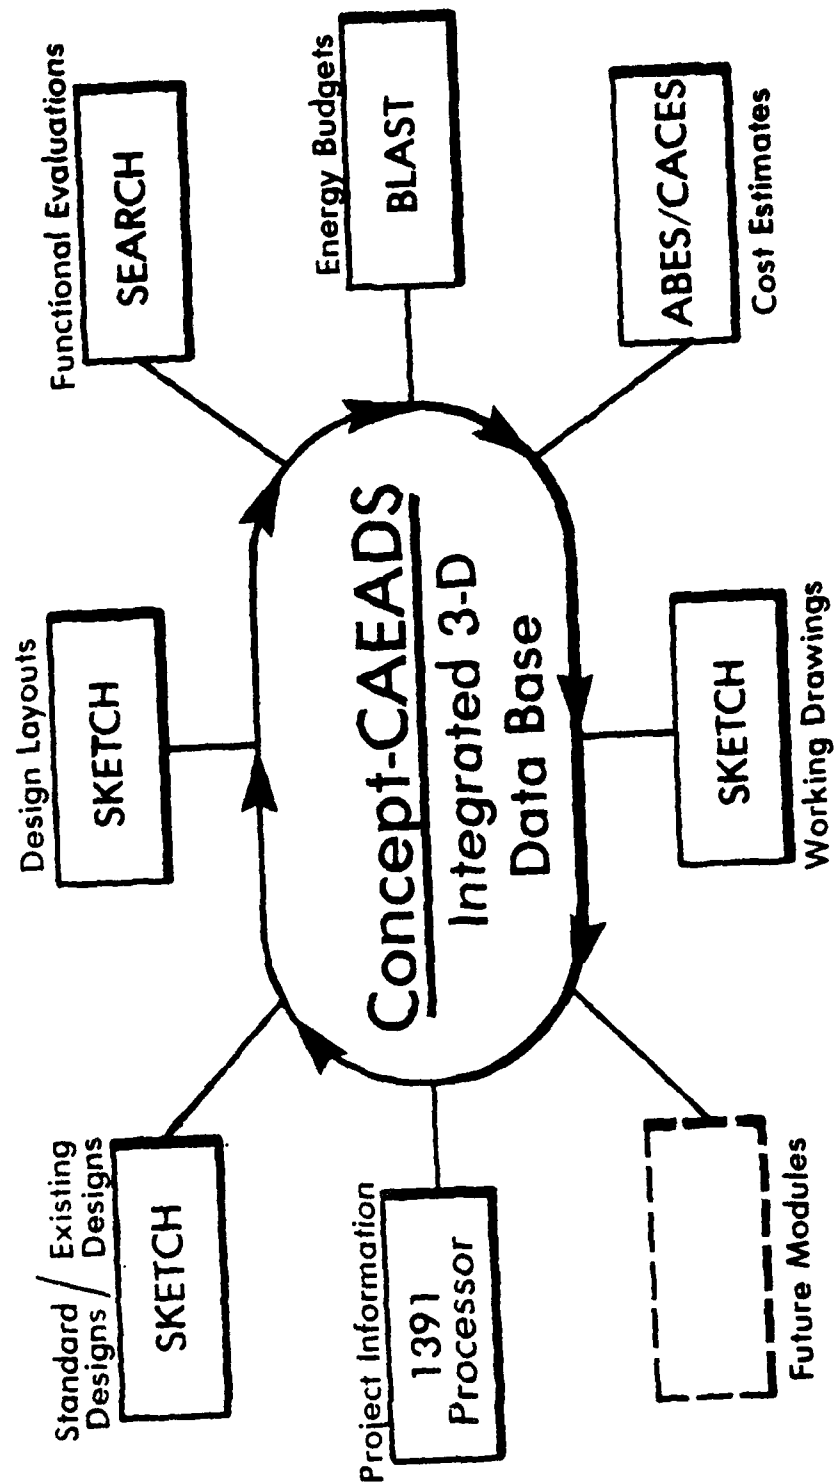 Standard / Existing
Designs / Designs
SKETCH
Design Layouts
SKETCH
Functional Evaluations
SEARCH
Project Information
1391
Processor
Concept-CAEADS
Integrated 3-D
Data Base
Energy Budgets
BLAST
Future Modules
SKETCH
Working Drawings
ABES/CACES
Cost Estimates